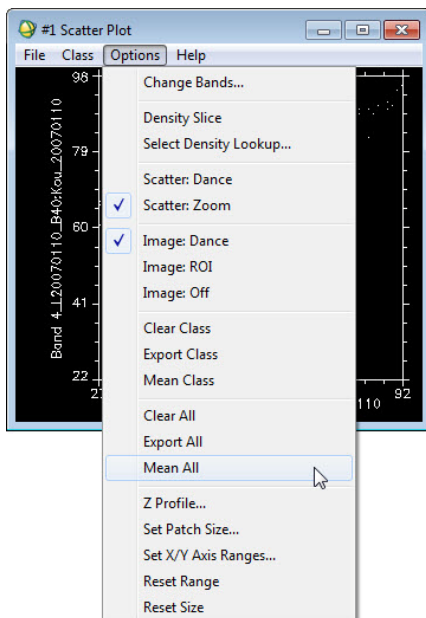 #1 Scatter Plot
File Class Options Help
98
79
60
41
22
Band 4_L20070110_B40:Kou_20070110
Change Bands...
Density Slice
Select Density Lookup...
Scatter: Dance
Scatter: Zoom
Image: Dance
Image: ROI
Image: Off
Clear Class
Export Class
Mean Class
Clear All
Export All
Mean All
Z Profile...
Set Patch Size...
Set X/Y Axis Ranges...
Reset Range
Reset Size
92
110